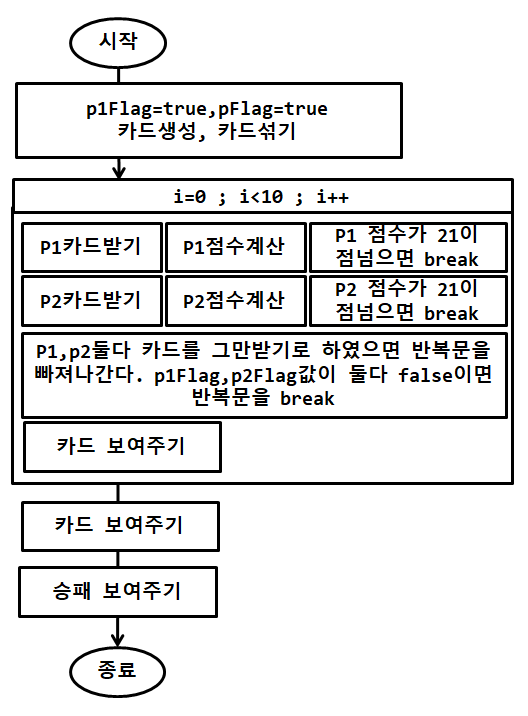 시작
p1Flag=true,pFlag=true
카드생성, 카드섞기
i=0 ; i<10 ; i++
P1카드받기
P1점수계산
P1 점수가 21이
점넘으면 break
P2카드받기
P2점수계산
P2 점수가 21이
점넘으면 break
P1,p2둘다 카드를 그만받기로 하였으면 반복문을
빠져나간다. p1Flag,p2Flag값이 둘다 false이면
반복문을 break
카드 보여주기
카드 보여주기
승패 보여주기
종료